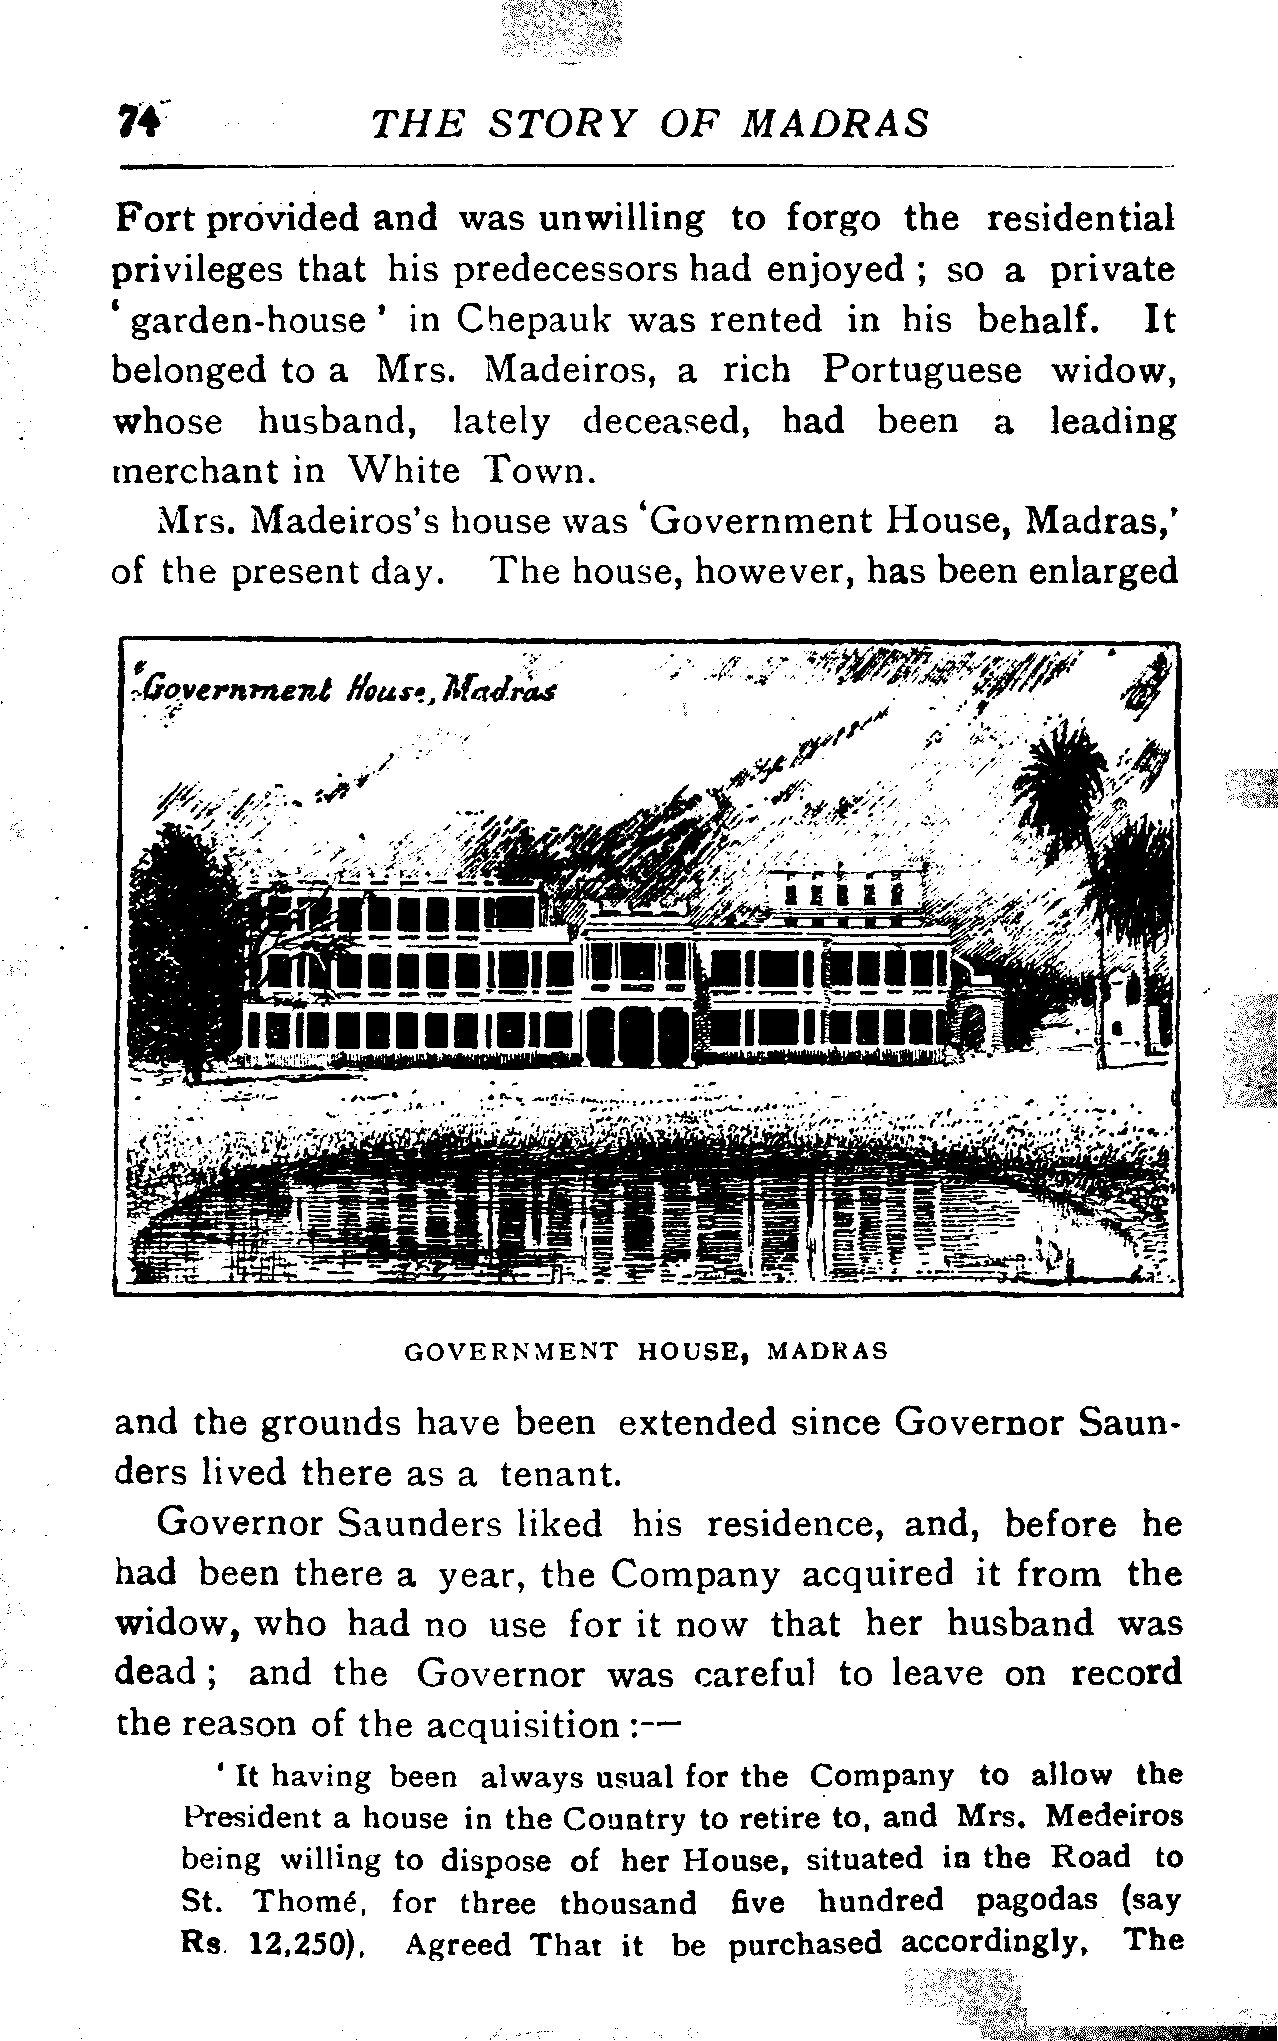 74 THE STORY OF MADRAS
Fort provided and was unwilling to forgo the residential
privileges that his predecessors had enjoyed ; so a private
‘ garden-house ’ in Chepauk was rented in his behalf. It
belonged to a Mrs. Madeiros, a rich Portuguese widow,
whose husband, lately deceased, had been a leading
merchant in White Town.
Mrs. Madeiros's house was ‘Government House, Madras,’
of the present day. The house, however, has been enlarged
Government House, Madras
GOVERNMENT HOUSE, MADRAS
and the grounds have been extended since Governor Saun-
ders lived there as a tenant.
Governor Saunders liked his residence, and, before he
had been there a year, the Company acquired it from the
widow, who had no use for it now that her husband was
dead ; and the Governor was careful to leave on record
the reason of the acquisition :—
‘ It having been always usual for the Company to allow the
President a house in the Country to retire to, and Mrs. Medeiros
being willing to dispose of her House, situated in the Road to
St. Thomé, for three thousand five hundred pagodas (say
Rs. 12,250), Agreed That it be purchased accordingly, The